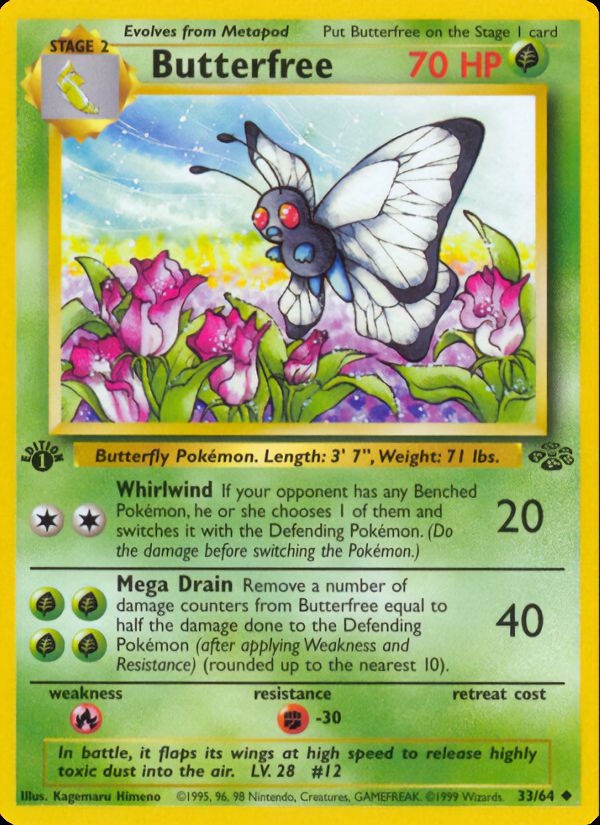 Evolves from Metapod Put Butterfree on the Stage 1 card
STAGE 2
Butterfree 70 HP
EDITION 1
Butterfly Pokémon. Length: 3' 7", Weight: 71 lbs.
Whirlwind If your opponent has any Benched
Pokémon, he or she chooses 1 of them and
switches it with the Defending Pokémon. (Do
the damage before switching the Pokémon.)
20
Mega Drain Remove a number of
damage counters from Butterfree equal to
half the damage done to the Defending
Pokémon (after applying Weakness and
Resistance) (rounded up to the nearest 10).
40
weakness resistance retreat cost
-30
In battle, it flaps its wings at high speed to release highly
toxic dust into the air. LV. 28 #12
Illus. Kagemaru Himeno ©1995, 96, 98 Nintendo, Creatures, GAMEFREAK. ©1999 Wizards. 33/64